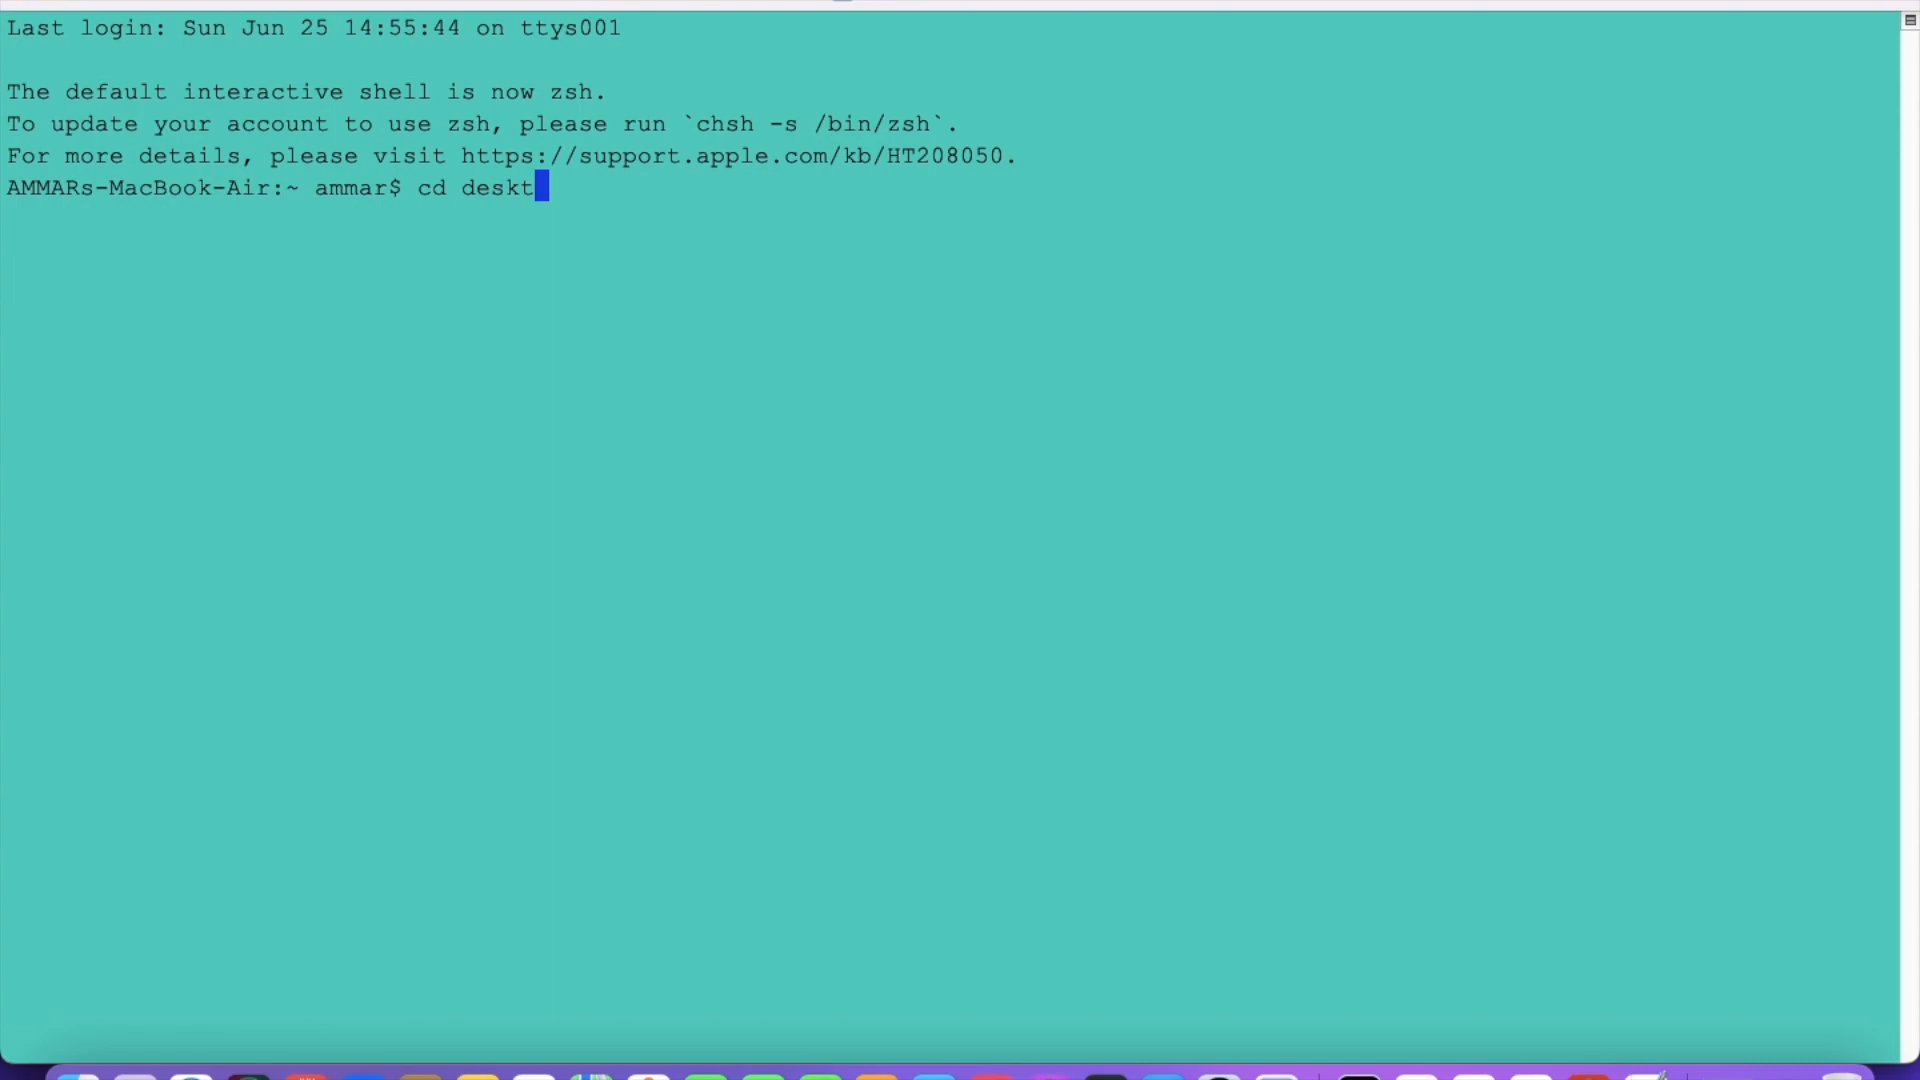 Last login: Sun Jun 25 14:55:44 on ttys001
The default interactive shell is now zsh.
To update your account to use zsh, please run `chsh -s /bin/zsh`.
For more details, please visit https://support.apple.com/kb/HT208050.
AMMARs-MacBook-Air:~ ammar$ cd deskt